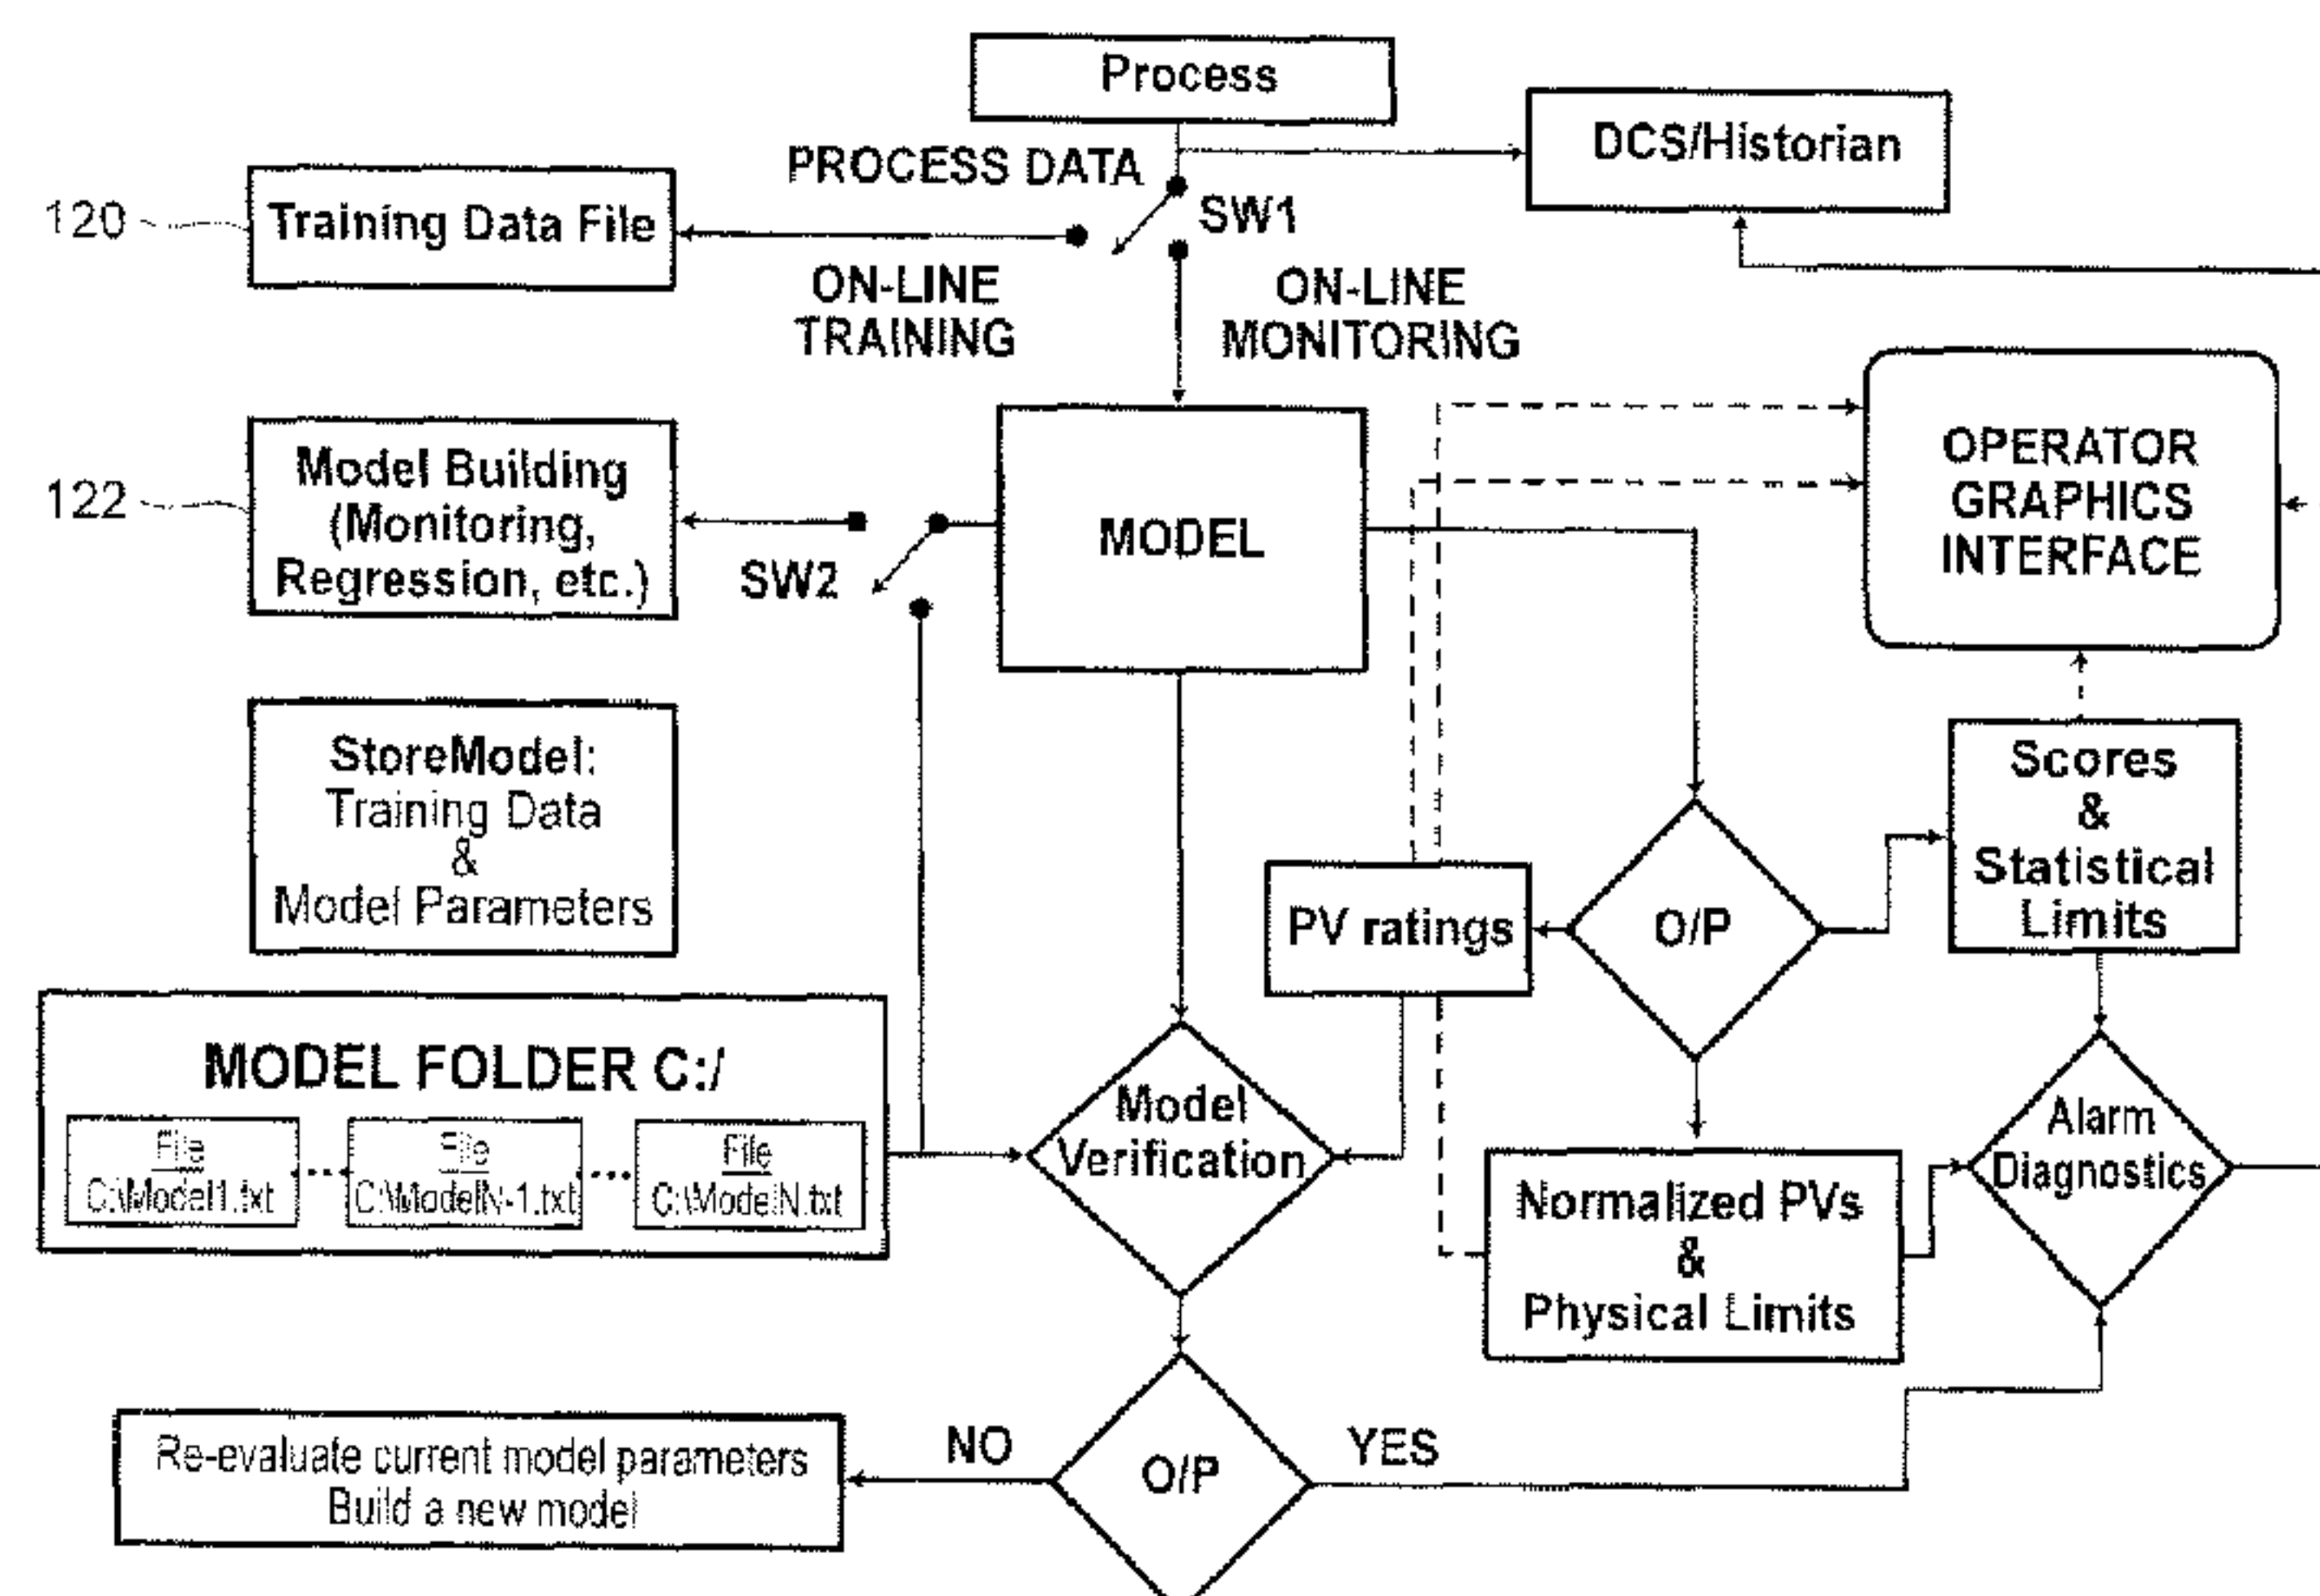 Process
DCS/Historian
PROCESS DATA
SW1
120
Training Data File
ON-LINE
TRAINING
ON-LINE
MONITORING
122
Model Building
(Monitoring,
Regression, etc.)
SW2
MODEL
OPERATOR
GRAPHICS
INTERFACE
StoreModel:
Training Data
&
Model Parameters
Scores
&
Statistical
Limits
PV ratings
O/P
MODEL FOLDER C:/
File
C:\Model1.txt
...
File
C:\ModelN-1.txt
...
File
C:\ModelN.txt
Model
Verification
Normalized PVs
&
Physical Limits
Alarm
Diagnostics
Re-evaluate current model parameters
Build a new model
NO
O/P
YES